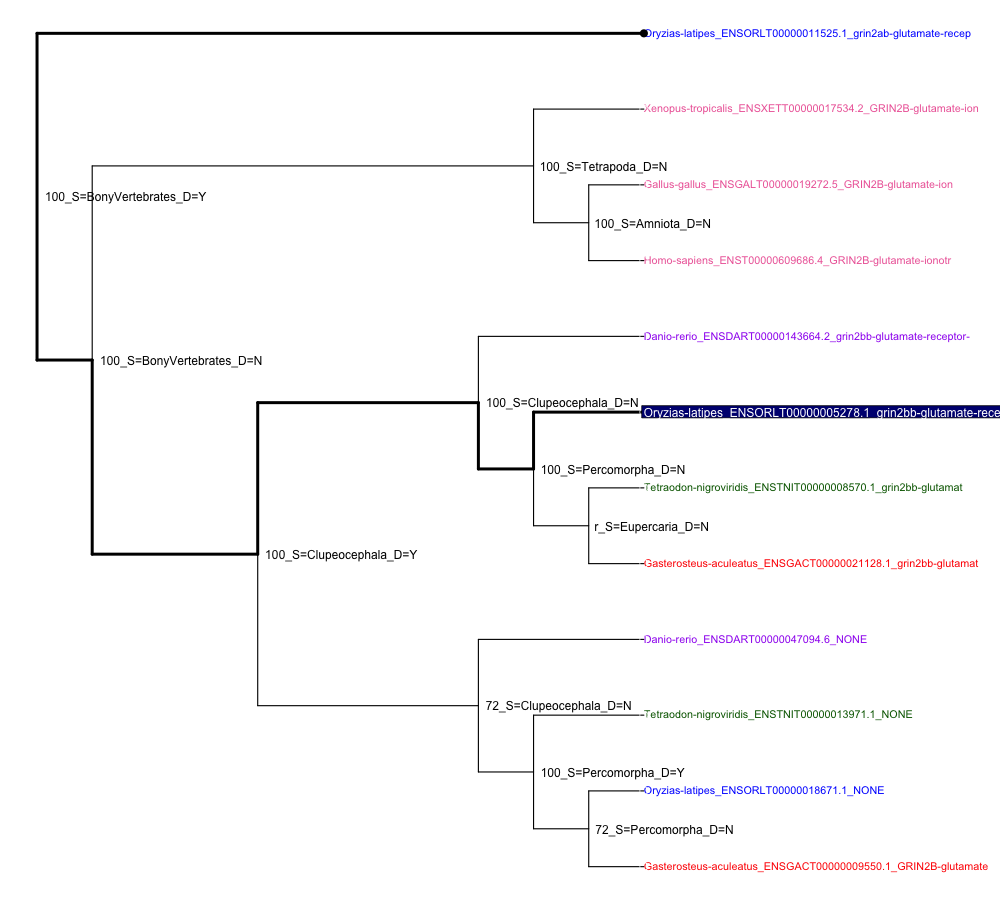 Oryzias-latipes_ENSORLT00000011525.1_grin2ab-glutamate-recep
Xenopus-tropicalis_ENSXETT00000017534.2_GRIN2B-glutamate-ion
100_S=Tetrapoda_D=N
Gallus-gallus_ENSGALT00000019272.5_GRIN2B-glutamate-ion
100_S=BonyVertebrates_D=Y
100_S=Amniota_D=N
Homo-sapiens_ENST00000609686.4_GRIN2B-glutamate-ionotr
Danio-rerio_ENSDART00000143664.2_grin2bb-glutamate-receptor-
100_S=BonyVertebrates_D=N
100_S=Clupeocephala_D=N
Oryzias-latipes_ENSORLT00000005278.1_grin2bb-glutamate-rece
100_S=Percomorpha_D=N
Tetraodon-nigroviridis_ENSTNIT00000008570.1_grin2bb-glutamat
r_S=Eupercaria_D=N
100_S=Clupeocephala_D=Y
Gasterosteus-aculeatus_ENSGACT00000021128.1_grin2bb-glutamat
Danio-rerio_ENSDART00000047094.6_NONE
72_S=Clupeocephala_D=N
Tetraodon-nigroviridis_ENSTNIT00000013971.1_NONE
100_S=Percomorpha_D=Y
Oryzias-latipes_ENSORLT00000018671.1_NONE
72_S=Percomorpha_D=N
Gasterosteus-aculeatus_ENSGACT00000009550.1_GRIN2B-glutamate